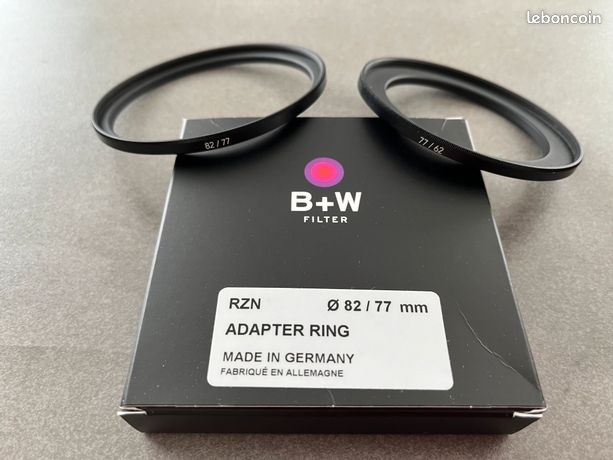 leboncoin
82 / 77
77 / 62
B+W
FILTER
RZN Ø 82 / 77 mm
ADAPTER RING
MADE IN GERMANY
FABRIQUÉ EN ALLEMAGNE